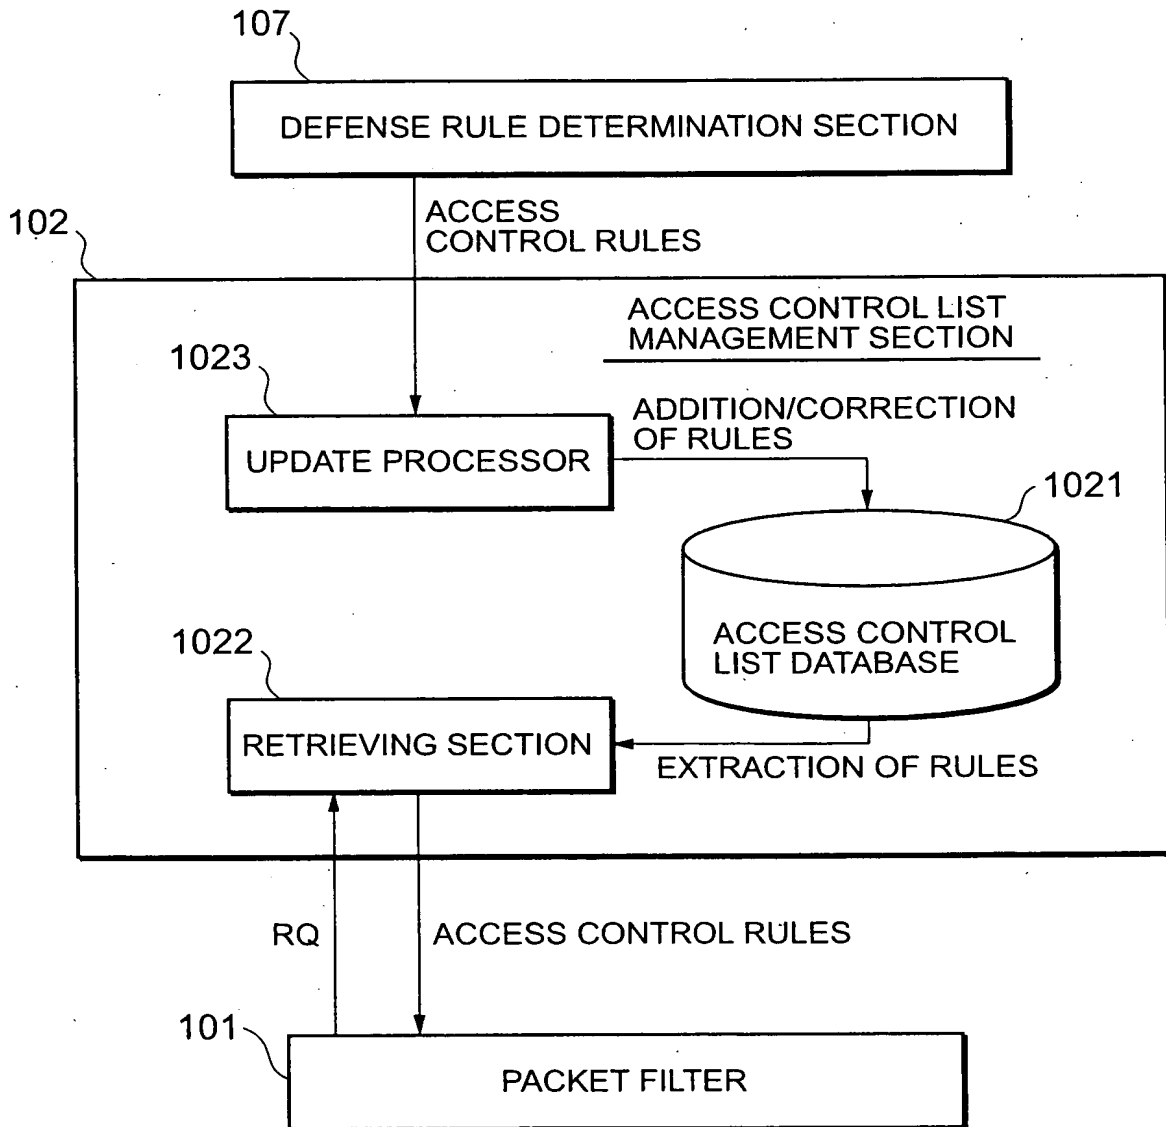 107
DEFENSE RULE DETERMINATION SECTION
ACCESS
CONTROL RULES
102
ACCESS CONTROL LIST
MANAGEMENT SECTION
1023
ADDITION/CORRECTION
OF RULES
UPDATE PROCESSOR
1021
ACCESS CONTROL
LIST DATABASE
1022
RETRIEVING SECTION
EXTRACTION OF RULES
RQ
ACCESS CONTROL RULES
101
PACKET FILTER